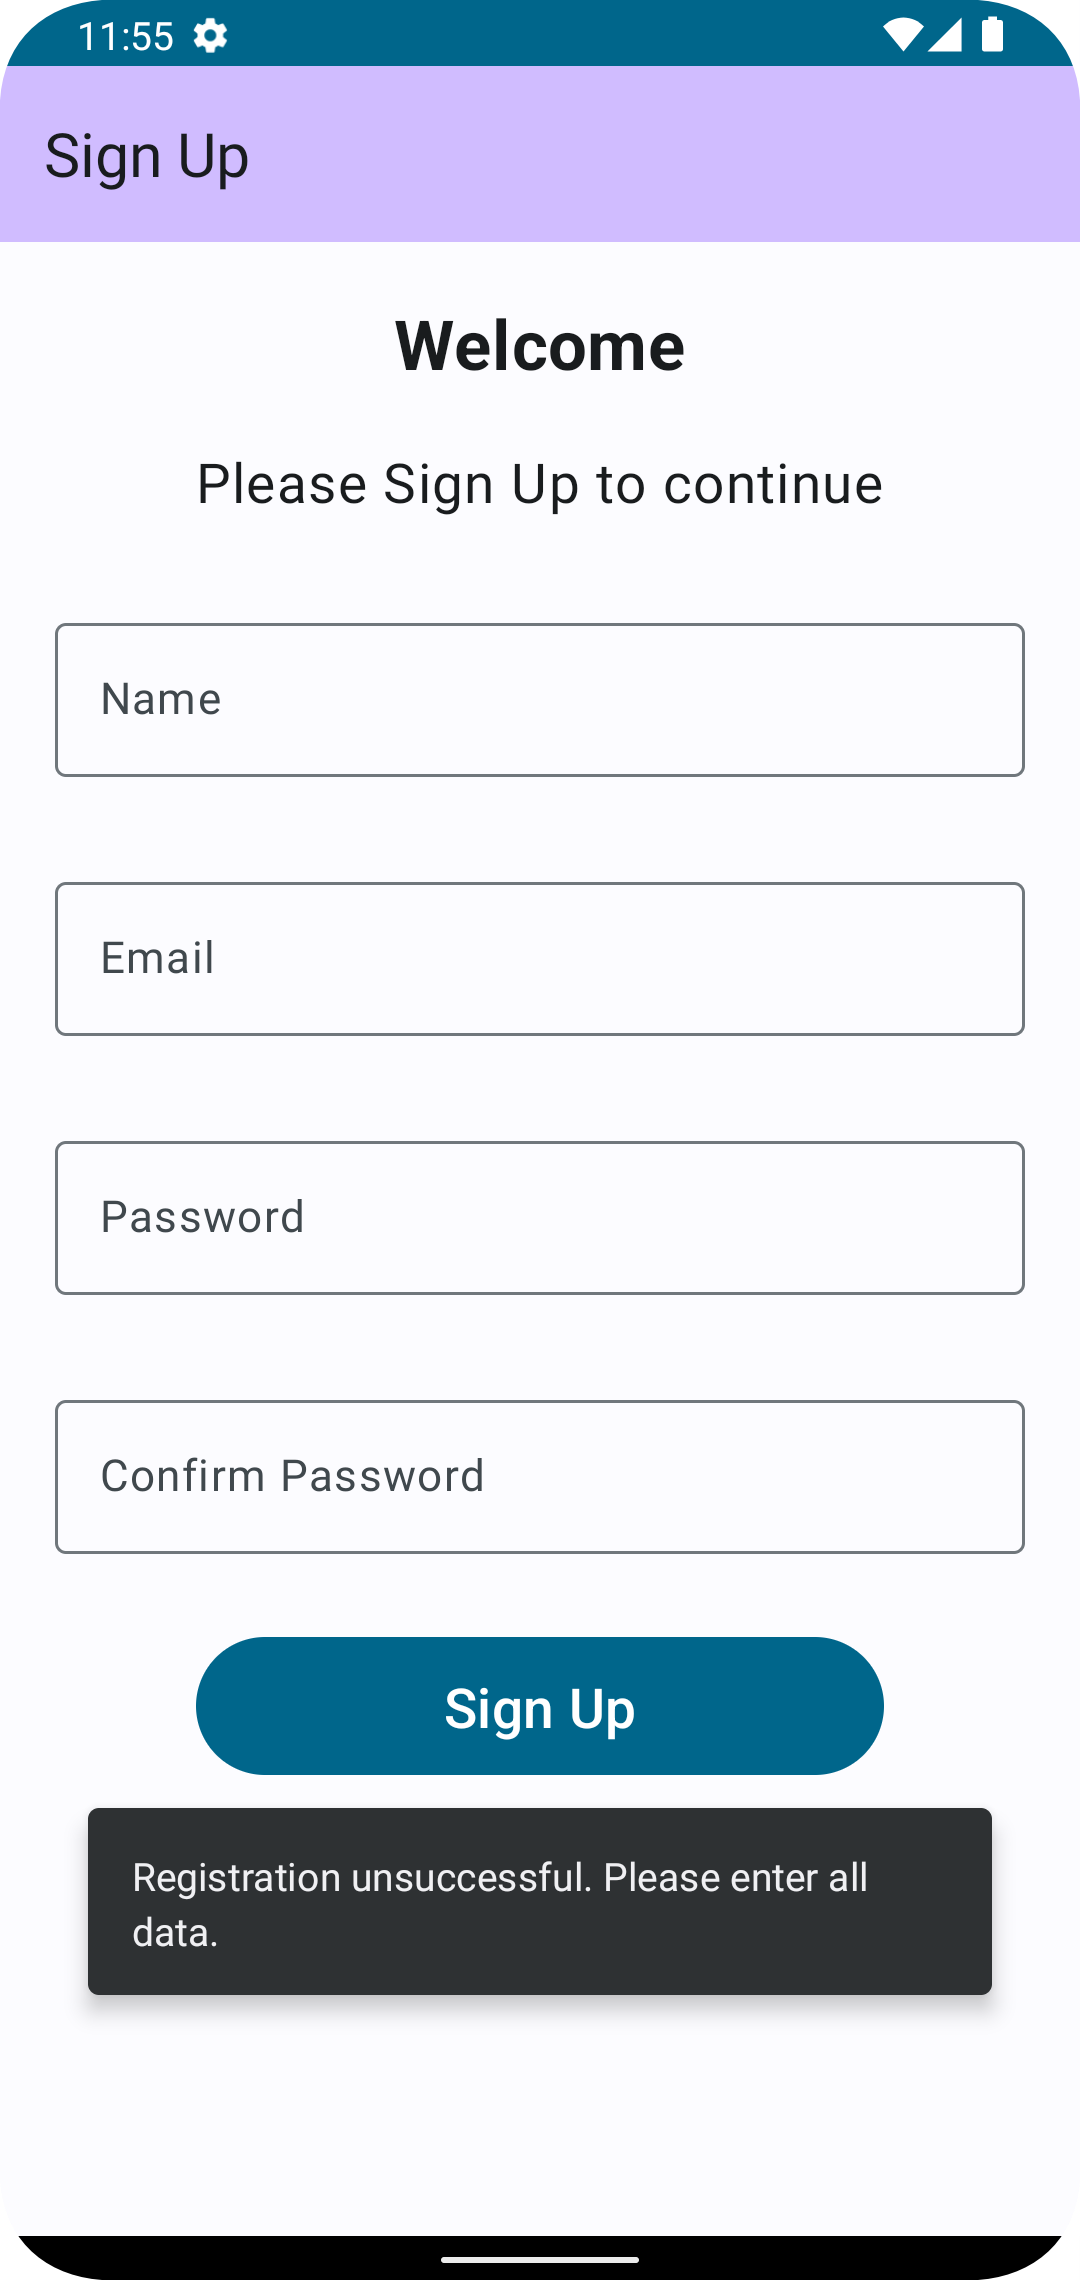 11:55
Sign Up
Welcome
Please Sign Up to continue
Name
Email
Password
Confirm Password
Sign Up
Registration unsuccessful. Please enter all
data.